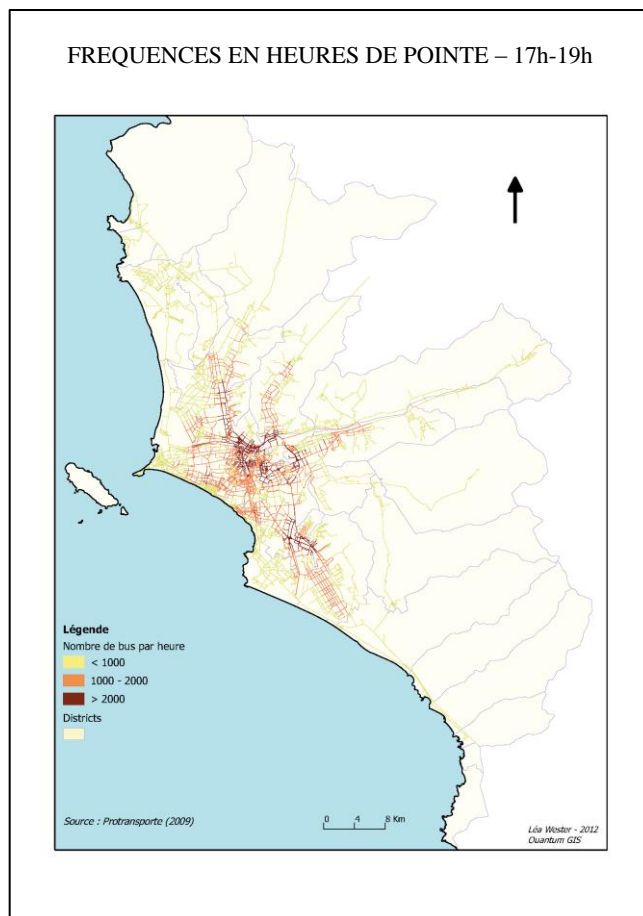 FREQUENCES EN HEURES DE POINTE – 17h-19h
Légende
Nombre de bus par heure
< 1000
1000 - 2000
> 2000
Districts
Source : Protransporte (2009)
0 4 8 Km
Léa Wester - 2012
Quantum GIS